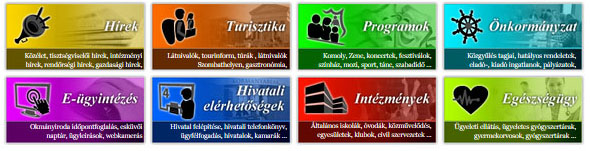 Hírek
Közélet, tisztségviselői hírek, intézményi
hírek, rendőrségi hírek, gazdasági hírek,
Turisztika
Látnivalók, tourinform, túrák , látnivalók
Szombathelyen, gasztronómia,
Programok
Komoly, Zene, koncertek, fesztiválok,
színház, mozi, sport, tánc, szabadidő ...
Önkormányzat
Közgyűlés tagjai, hatályos rendeletek,
eladó-, kiadó ingatlanok, pályázatok,
E-ügyintézés
Okmányiroda időpontfoglalás, esküvői
naptár, ügyleírások, webkamerás
Hivatali
elérhetőségek
Hivatal felépítése, hivatali telefonkönyv,
ügyfélfogadás, hivatalok, kamarák ...
Intézmények
Általános iskolák, óvodák, közművelődés,
egyesületek, klubok, civil szervezetek ...
Egészségügy
Ügyeleti ellátás, ügyeletes gyógyszertárak,
gyermekorvosok, gyógyszertárak ...